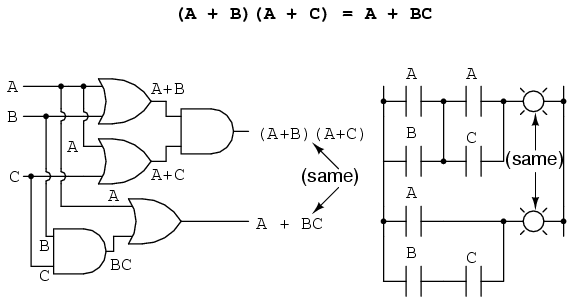 (A + B)(A + C) = A + BC
A
A+B
B
(A+B)(A+C)
A
C
A+C
(same)
A
A + BC
B
BC
C
A
A
B
C
(same)
A
B
C